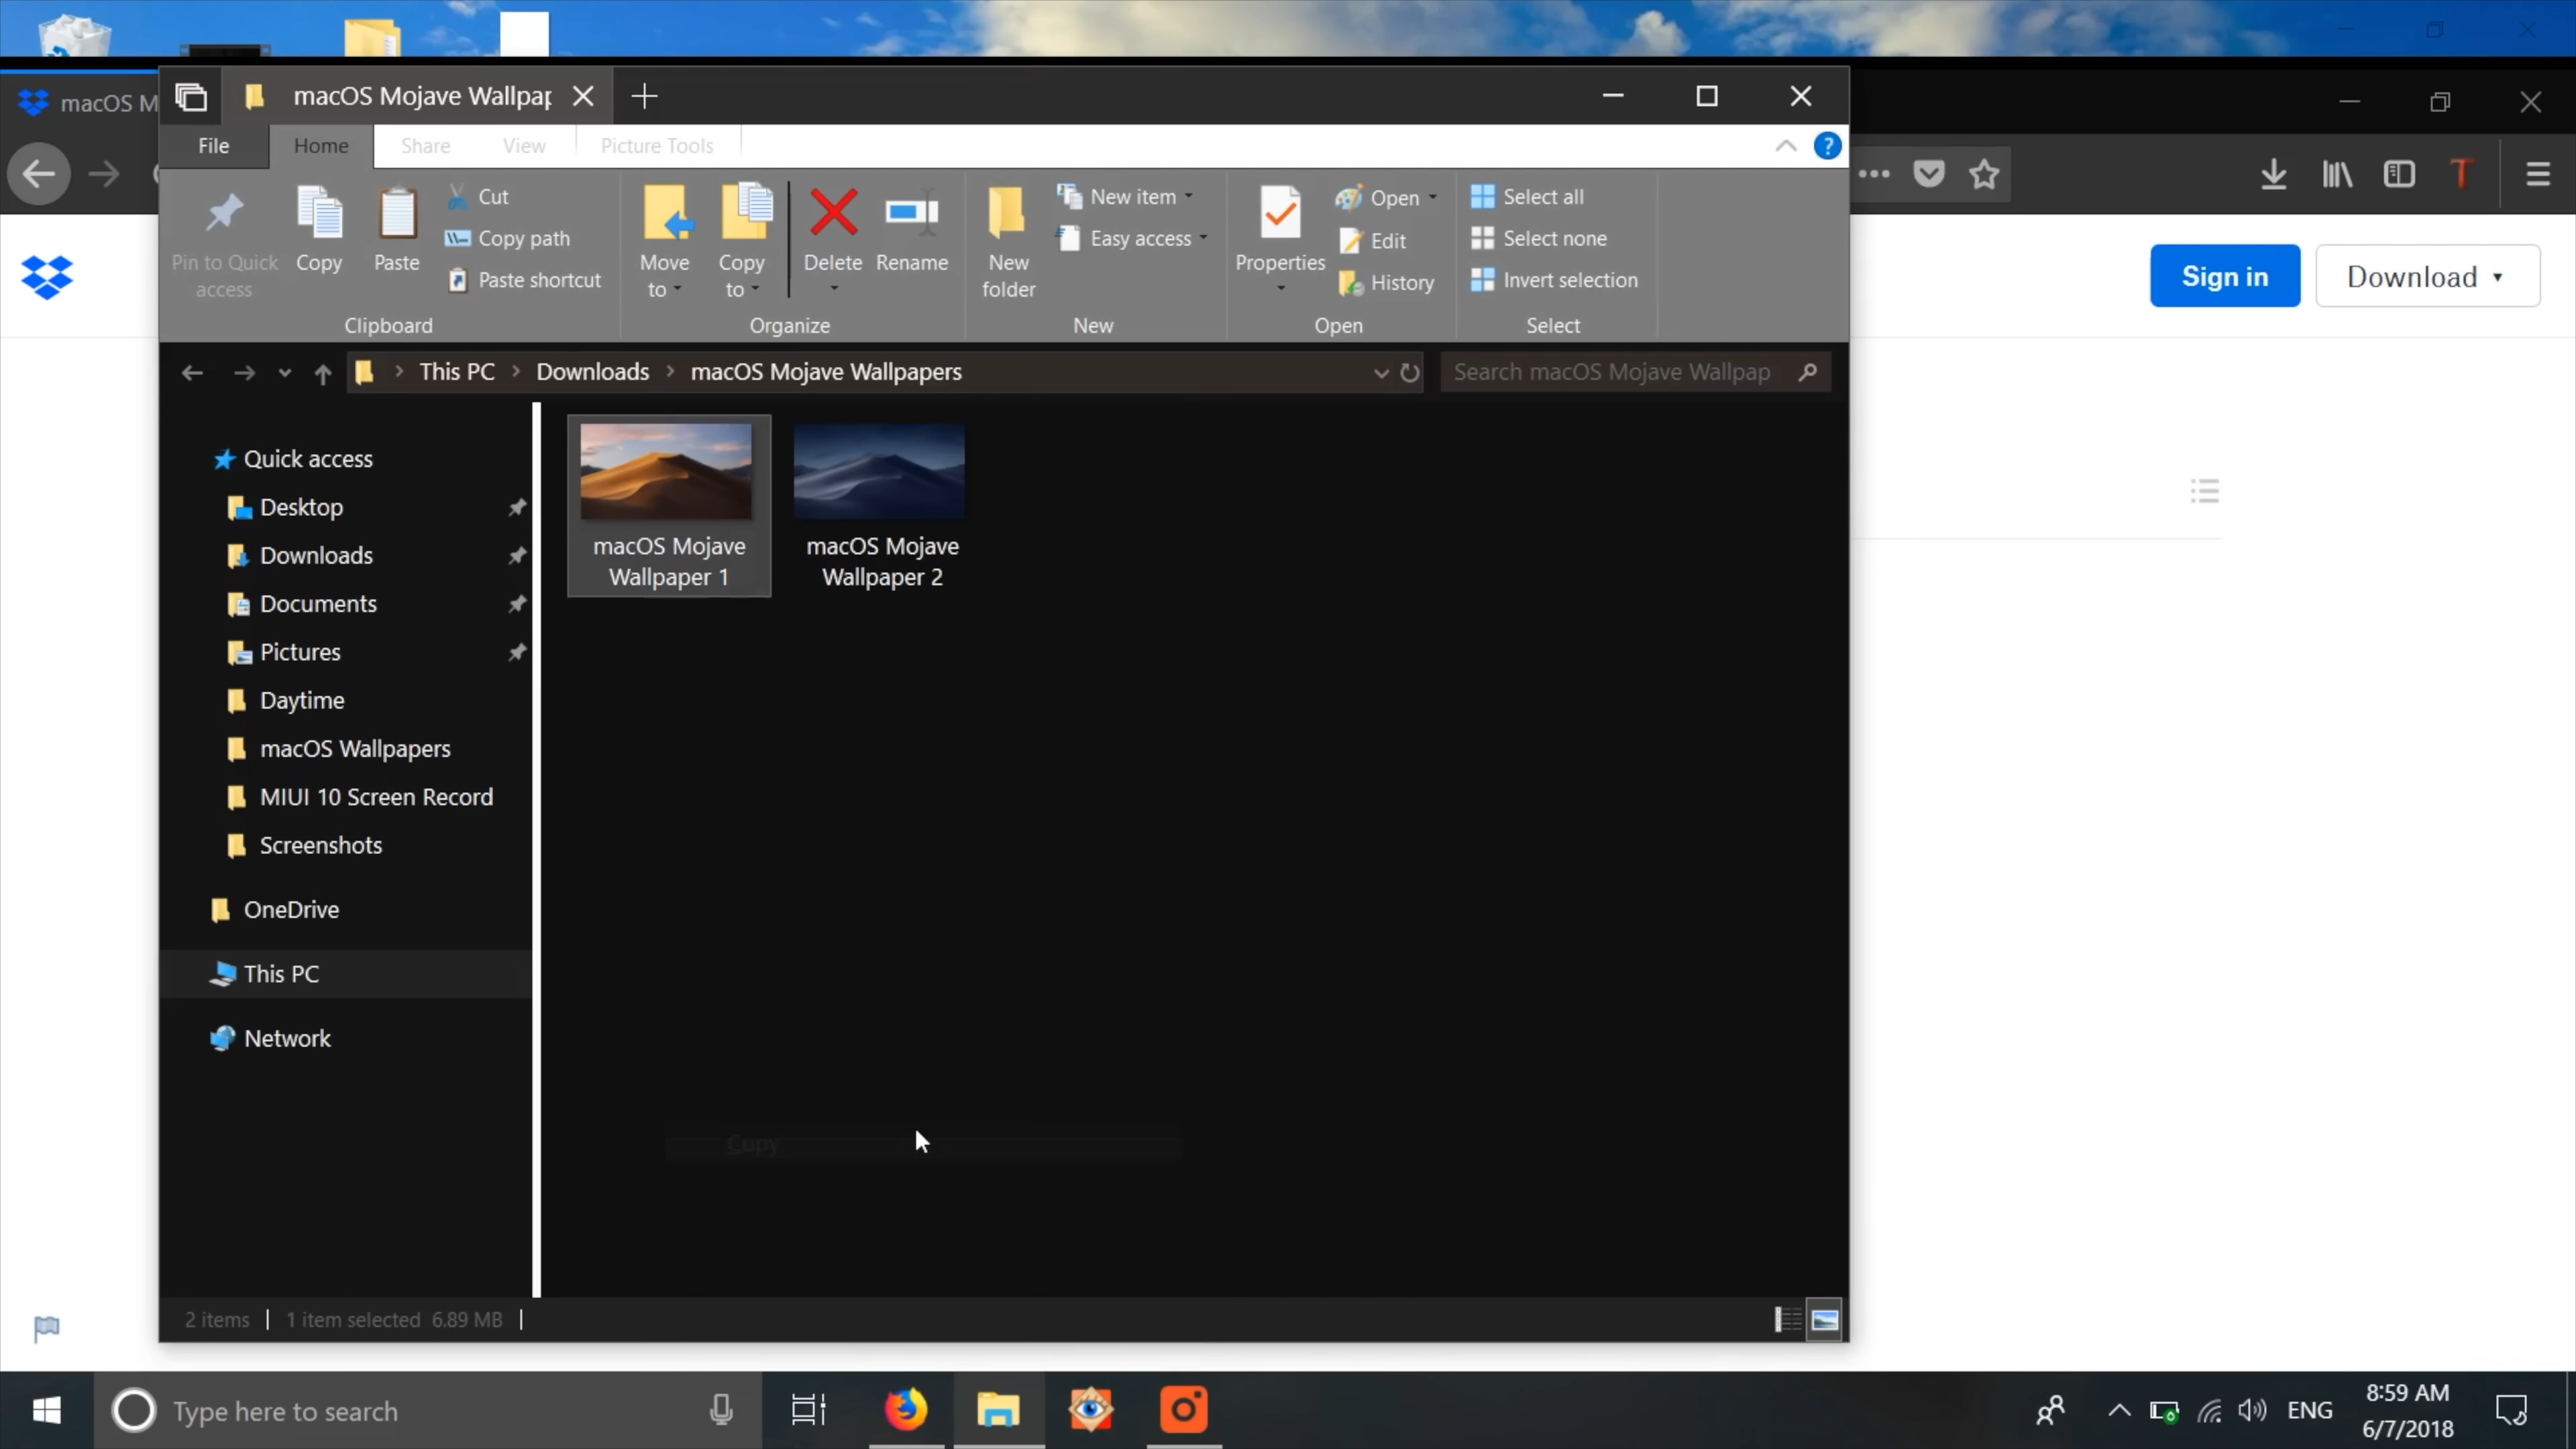 macOS M
macOS Mojave Wallpap
File
Home
Share
View
Picture Tools
?
Pin to Quick
access
Copy
Paste
Cut
Copy path
Paste shortcut
Clipboard
Move
to
Copy
to
Delete
Rename
Organize
New
folder
New item
Easy access
New
Properties
Open
Edit
History
Open
Select all
Select none
Invert selection
Select
T
Sign in
Download
This PC
Downloads
macOS Mojave Wallpapers
Search macOS Mojave Wallpap
Quick access
Desktop
Downloads
Documents
Pictures
Daytime
macOS Wallpapers
MIUI 10 Screen Record
Screenshots
OneDrive
This PC
Network
macOS Mojave
Wallpaper 1
macOS Mojave
Wallpaper 2
Copy
2 items
1 item selected 6.89 MB
Type here to search
ENG
8:59 AM
6/7/2018